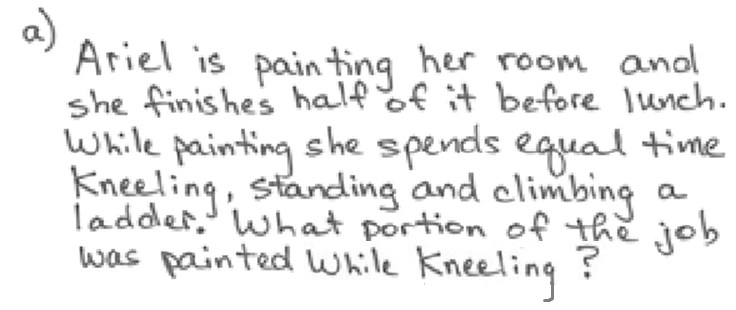 a)
Ariel is painting her room and
she finishes half of it before lunch.
While painting she spends equal time
Kneeling, standing and climbing a
ladder. What portion of the job
was painted While Kneeling?